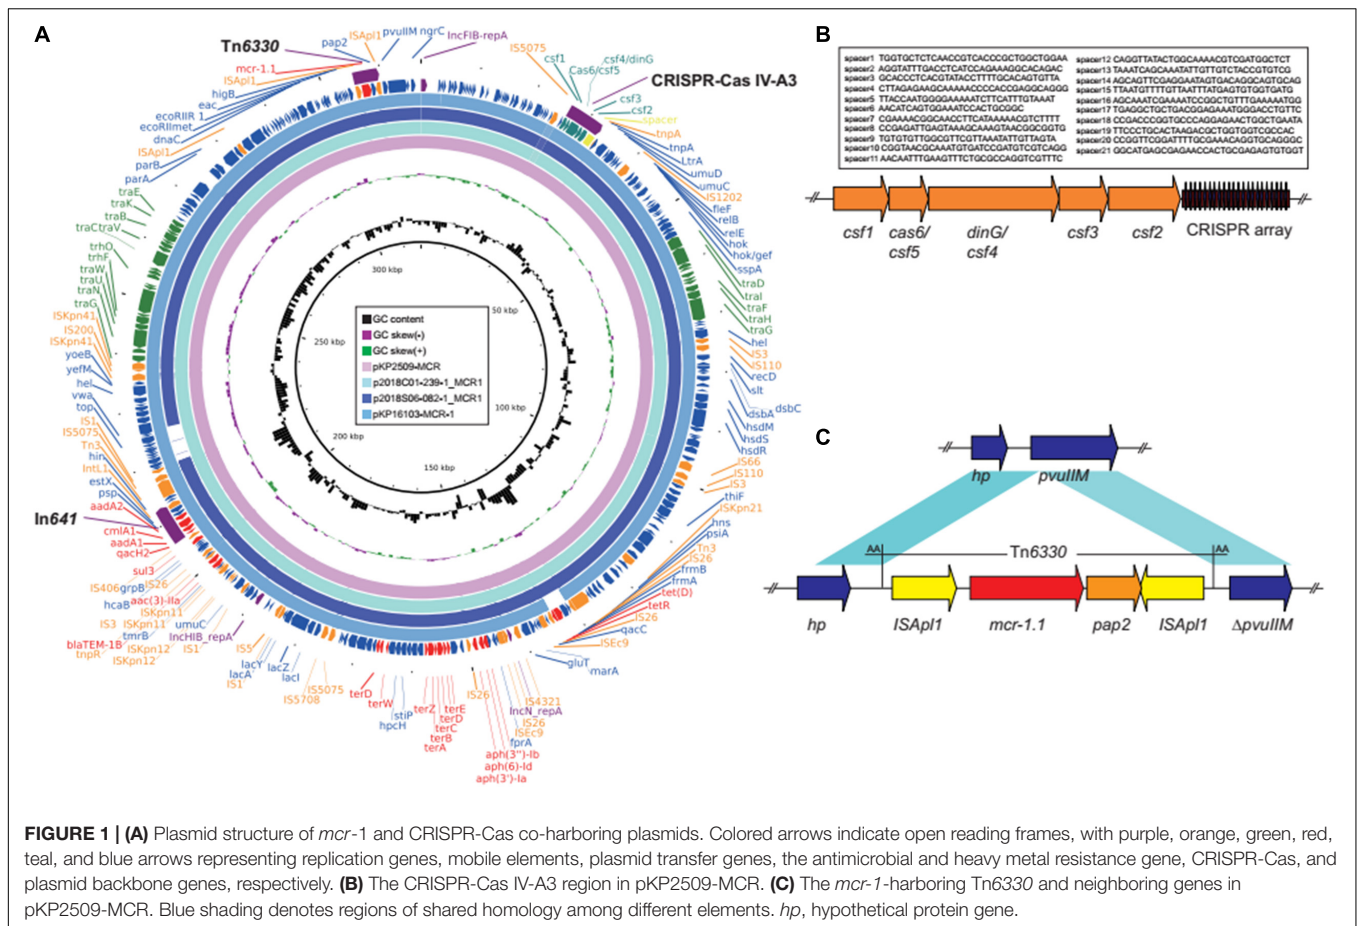 A
Tn6330
pap2
ISApl1
pvuIIM
ngrC
IncFIB-repA
mcr-1.1
ISApl1
higB
eac
ecoRIIR 1
ecoRIImet
dnaC
ISApl1
parB
parA
traE
traK
traB
traCtraV
trhO
trhF
traW
traU
traN
traG
ISKpn41
IS200
ISKpn41
yoeB
yefM
hel
vwa
top
IS1
IS5075
Tn3
hin
IntL1
estX
psp
aadA2
In641
cmlA1
aadA1
qacH2
sul3
IS406
grpB
IS26
hcaB
aac(3)-IIa
ISKpn11
IS3
ISKpn11
umuC
tmrB
IncHIB_repA
blaTEM-1B
ISKpn12
IS1
tnpR
ISKpn12
IS5
lacY
lacZ
lacA
lacI
IS1
IS5075
IS5708
terD
terW
stiP
hpcH
terZ
terE
terD
terC
terB
terA
IS26
IS4321
IncN_repA
IS26
ISEc9
fprA
aph(3'')-Ib
aph(6)-Id
aph(3')-Ia
IS5075
csf1
csf4/dinG
Cas6/csf5
CRISPR-Cas IV-A3
csf3
csf2
spacer
tnpA
tnpA
LtrA
umuD
umuC
IS1202
fleF
relB
relE
hok
hok/gef
sspA
traD
traI
traF
traH
traG
hel
IS3
IS110
recD
slt
dsbC
dsbA
hsdM
hsdS
hsdR
IS66
IS110
IS3
thiF
ISKpn21
hns
psiA
Tn3
IS26
frmB
frmA
tet(D)
tetR
IS26
qacC
ISEc9
gluT
marA
300 kbp
50 kbp
250 kbp
100 kbp
200 kbp
150 kbp
GC content
GC skew(-)
GC skew(+)
pKP2509-MCR
p2018C01-239-1_MCR1
p2018S06-082-1_MCR1
pKP16103-MCR-1
B
spacer1 TGGTGCTCTCAACCGTCACCCGCTGGCTGGAA
spacer2 AGGTATTTGACCTCATCCAGAAAGGCACAGAC
spacer3 GCACCCTCACGTATACCTTTTGCACAGTGTTA
spacer4 CTTAGAGAAGCAAAAACCCCACCGAGGCAGGG
spacer5 TTACCAATGGGGAAAAATCTTCATTTGTAAAT
spacer6 AACATCAGTGGAAATCCACTGCGGC
spacer7 CGAAAACGGCAACCTTCATAAAAACGTCTTTT
spacer8 CCGAGATTGAGTAAAGCAAAGTAACGGCGGTG
spacer9 TGTGTGTTGGCGTTCGTTAAATATTGTTAGTA
spacer10 CGGTAACGCAAATGTGATCCGATGTCGTCAGG
spacer11 AACAATTTGAAGTTTCTGCGCCAGGTCGTTTC
spacer12 CAGGTTATACTGGCAAAACGTCGATGGCTCT
spacer13 TAAATCAGCAAATATTGTTGTCTACCGTGTCG
spacer14 AGCAGTTCGAGGAATAGTGACAGGCAGTGCAG
spacer15 TTAATGTTTTGTTAATTTATGAGTGTGGTGATG
spacer16 AGCAAATCGAAAATCCGGCTGTTTGAAAAATGG
spacer17 TGAGGCTGCTGACGGAGAAATGGGACCTGTTC
spacer18 CCGACCCGGTGCCCAGGAGAACTGGCTGAATA
spacer19 TTCCCTGCACTAAGACGCTGGTGGTCGCCAC
spacer20 CCGGTTCGGATTTTGCGAAACAGGTGCAGGGC
spacer21 GGCATGAGCGAGAACCACTGCGAGAGTGTGGT
csf1
cas6/
csf5
dinG/
csf4
csf3
csf2
CRISPR array
C
hp
pvuIIM
AA
Tn6330
AA
hp
ISApl1
mcr-1.1
pap2
ISApl1
ΔpvuIIM
FIGURE 1 | (A) Plasmid structure of mcr-1 and CRISPR-Cas co-harboring plasmids. Colored arrows indicate open reading frames, with purple, orange, green, red,
teal, and blue arrows representing replication genes, mobile elements, plasmid transfer genes, the antimicrobial and heavy metal resistance gene, CRISPR-Cas, and
plasmid backbone genes, respectively. (B) The CRISPR-Cas IV-A3 region in pKP2509-MCR. (C) The mcr-1-harboring Tn6330 and neighboring genes in
pKP2509-MCR. Blue shading denotes regions of shared homology among different elements. hp, hypothetical protein gene.